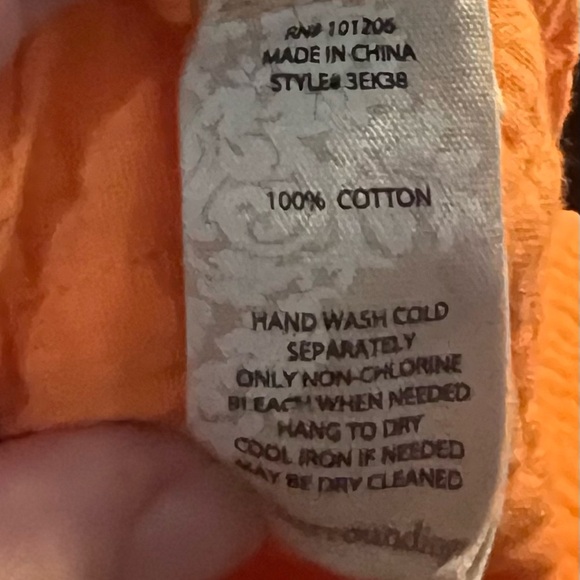 RN# 101206
MADE IN CHINA
STYLE# 3EK38
100% COTTON
HAND WASH COLD
SEPARATELY
ONLY NON-CHLORINE
BLEACH WHEN NEEDED
HANG TO DRY
COOL IRON IF NEEDED
MAY BE DRY CLEANED